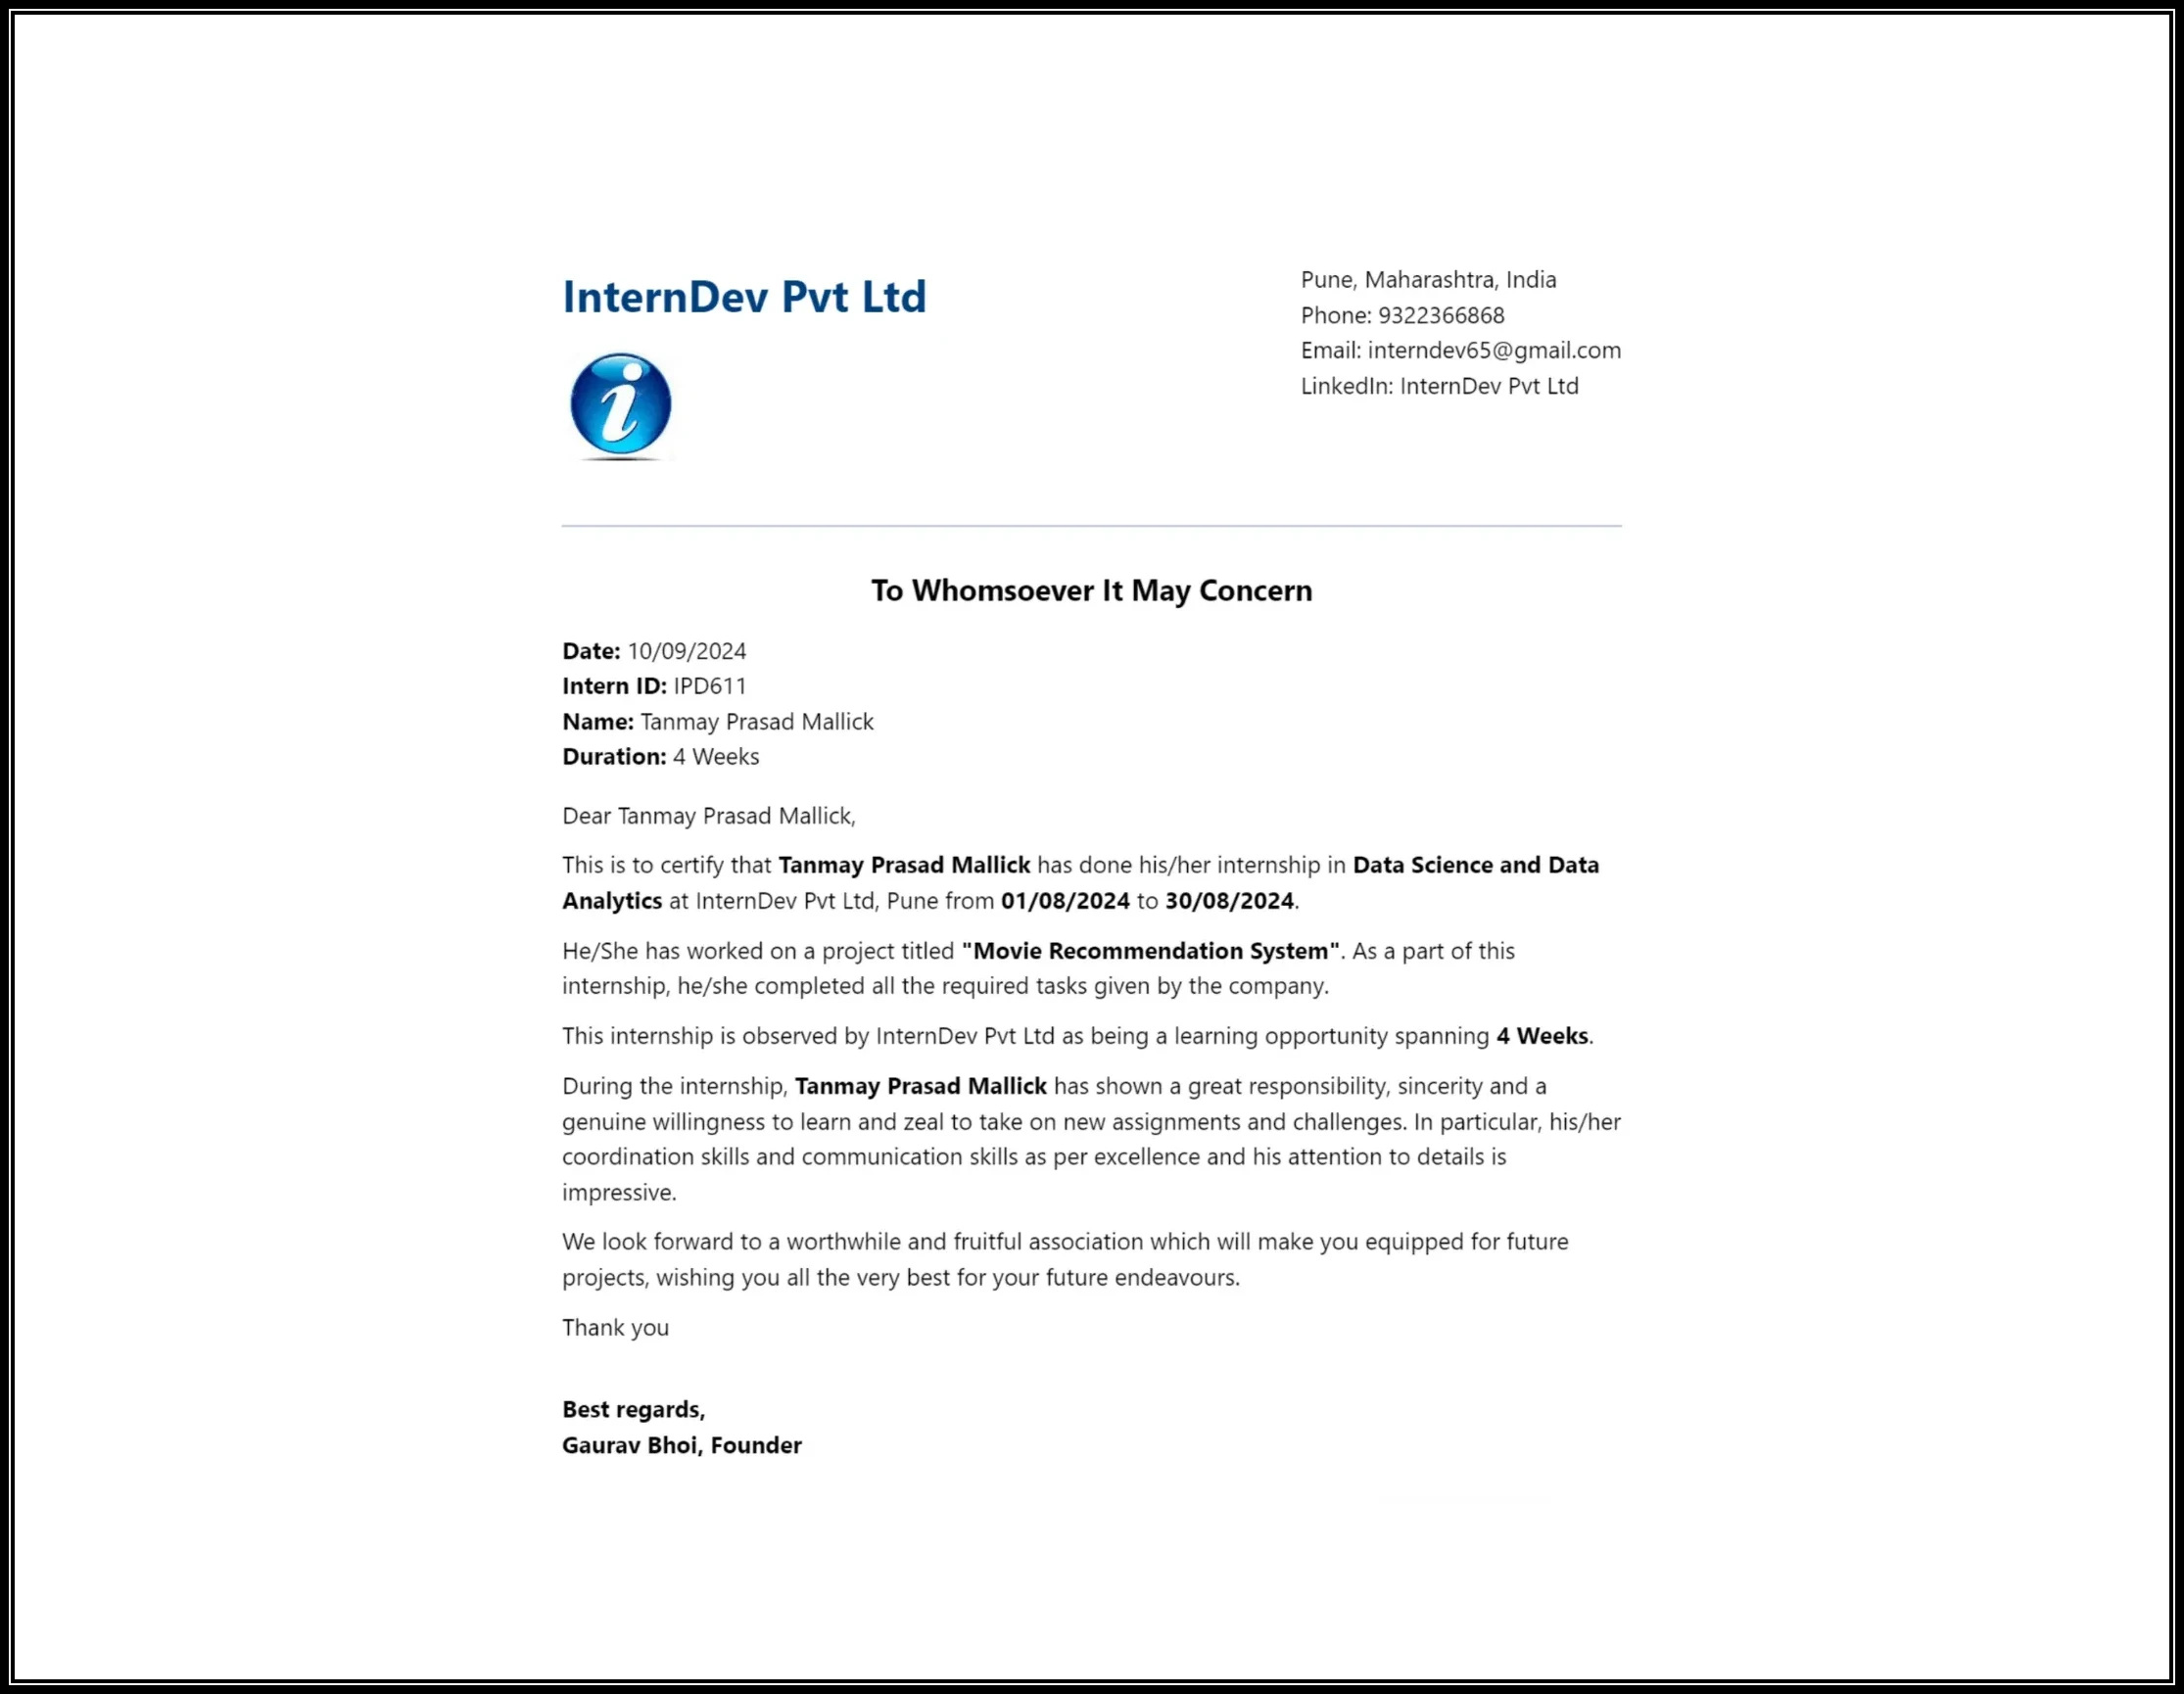 InternDev Pvt Ltd
Pune, Maharashtra, India
Phone: 9322366868
Email: interndev65@gmail.com
LinkedIn: InternDev Pvt Ltd
i
To Whomsoever It May Concern
Date: 10/09/2024
Intern ID: IPD611
Name: Tanmay Prasad Mallick
Duration: 4 Weeks
Dear Tanmay Prasad Mallick,
This is to certify that Tanmay Prasad Mallick has done his/her internship in Data Science and Data
Analytics at InternDev Pvt Ltd, Pune from 01/08/2024 to 30/08/2024.
He/She has worked on a project titled "Movie Recommendation System". As a part of this
internship, he/she completed all the required tasks given by the company.
This internship is observed by InternDev Pvt Ltd as being a learning opportunity spanning 4 Weeks.
During the internship, Tanmay Prasad Mallick has shown a great responsibility, sincerity and a
genuine willingness to learn and zeal to take on new assignments and challenges. In particular, his/her
coordination skills and communication skills as per excellence and his attention to details is
impressive.
We look forward to a worthwhile and fruitful association which will make you equipped for future
projects, wishing you all the very best for your future endeavours.
Thank you
Best regards,
Gaurav Bhoi, Founder